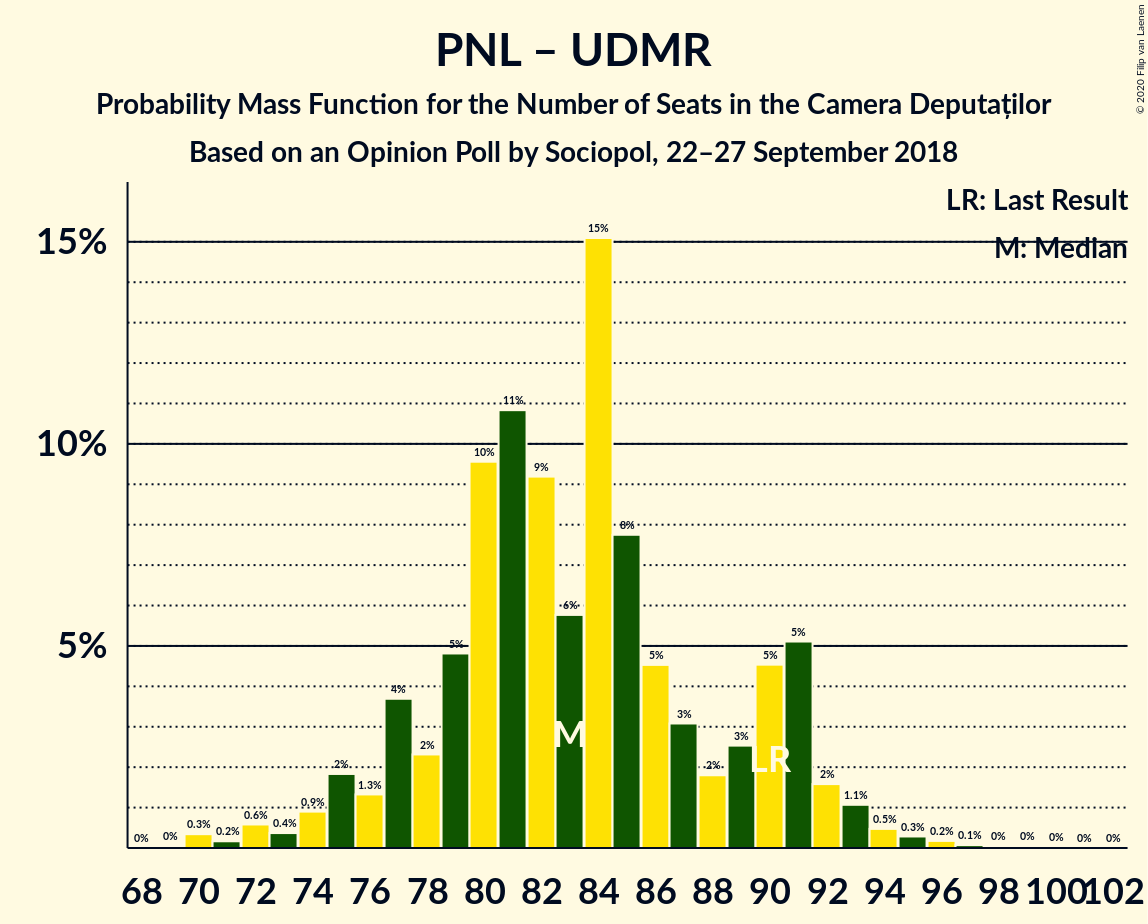 PNL – UDMR
Probability Mass Function for the Number of Seats in the Camera Deputaților
Based on an Opinion Poll by Sociopol, 22–27 September 2018
© 2020 Filip van Laenen
LR: Last Result
M: Median
15%
10%
5%
0% 0% 0.3% 0.2% 0.6% 0.4% 0.9% 2% 1.3% 4% 2% 5% 10% 11% 9% 6% 15% 8% 5% 3% 2% 3% 5% 5% 2% 1.1% 0.5% 0.3% 0.2% 0.1% 0% 0% 0% 0% 0%
M
LR
68 70 72 74 76 78 80 82 84 86 88 90 92 94 96 98 100 102